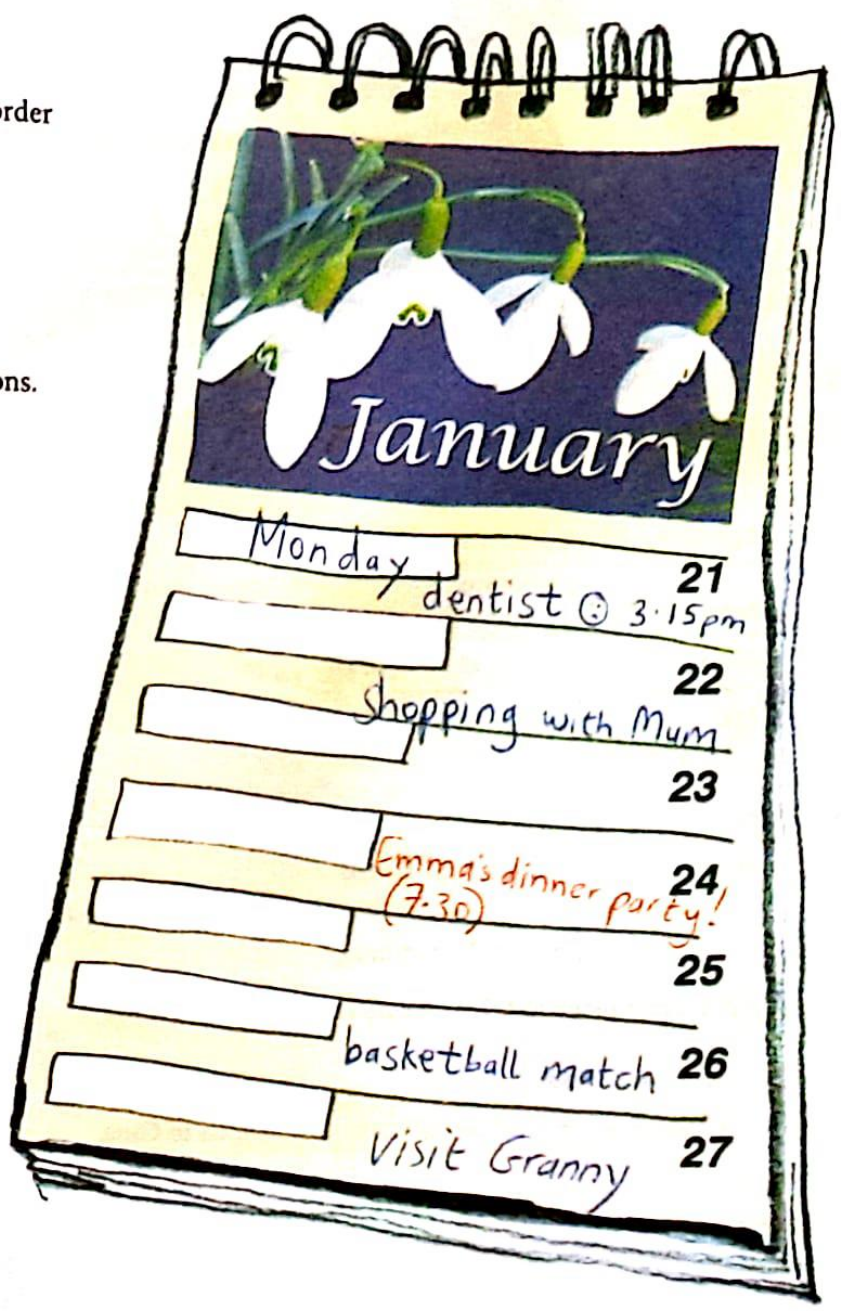 order
ons.
January
Monday
21
dentist @ 3.15pm
22
shopping with Mum
23
24
Emma's dinner party!
(7.30)
25
basketball match 26
visit Granny 27